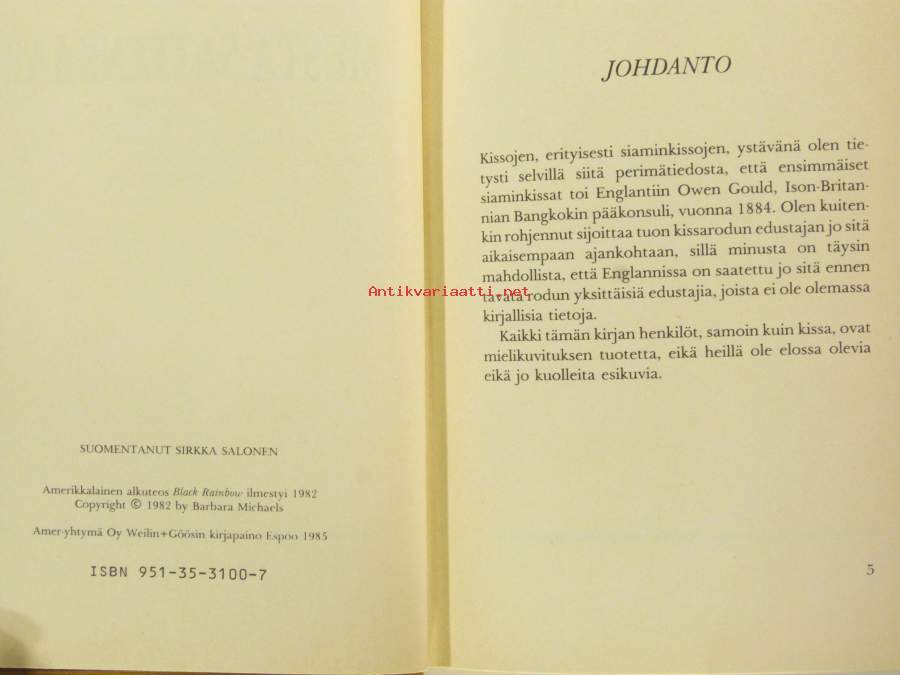 SUOMENTANUT SIRKKA SALONEN
Amerikkalainen alkuteos Black Rainbow ilmestyi 1982
Copyright © 1982 by Barbara Michaels
Amer-yhtymä Oy Weilin+Göösin kirjapaino Espoo 1985
ISBN 951-35-3100-7
JOHDANTO
Kissojen, erityisesti siaminkissojen, ystävänä olen tie-
tysti selvillä siitä perimätiedosta, että ensimmäiset
siaminkissat toi Englantiin Owen Gould, Ison-Britan-
nian Bangkokin pääkonsuli, vuonna 1884. Olen kuiten-
kin rohjennut sijoittaa tuon kissarodun edustajan jo sitä
aikaisempaan ajankohtaan, sillä minusta on täysin
mahdollista, että Englannissa on saatettu jo sitä ennen
tavata rodun yksittäisiä edustajia, joista ei ole olemassa
kirjallisia tietoja.
Kaikki tämän kirjan henkilöt, samoin kuin kissa, ovat
mielikuvituksen tuotetta, eikä heillä ole elossa olevia
eikä jo kuolleita esikuvia.
5
Antikvariaatti.net